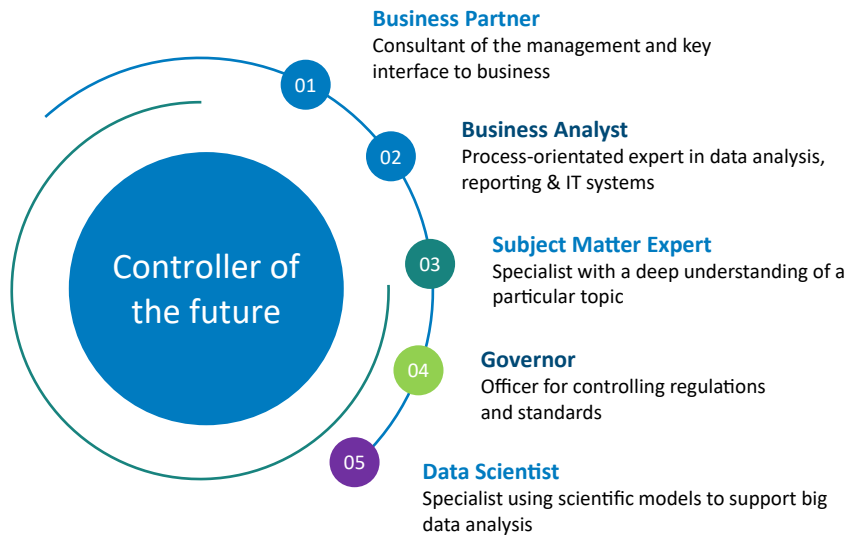 Business Partner
Consultant of the management and key
interface to business
01
Business Analyst
Process-orientated expert in data analysis,
reporting & IT systems
02
Subject Matter Expert
Specialist with a deep understanding of a
particular topic
03
Controller of
the future
Governor
Officer for controlling regulations
and standards
04
Data Scientist
Specialist using scientific models to support big
data analysis
05